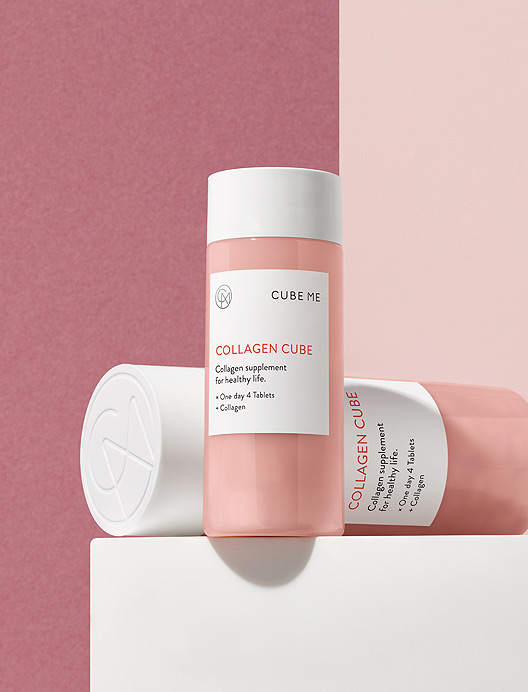 CUBE ME
COLLAGEN CUBE
Collagen supplement
for healthy life.
× One day 4 Tablets
+ Collagen
COLLAGEN CUBE
Collagen supplement
for healthy life.
× One day 4 Tablets
+ Collagen